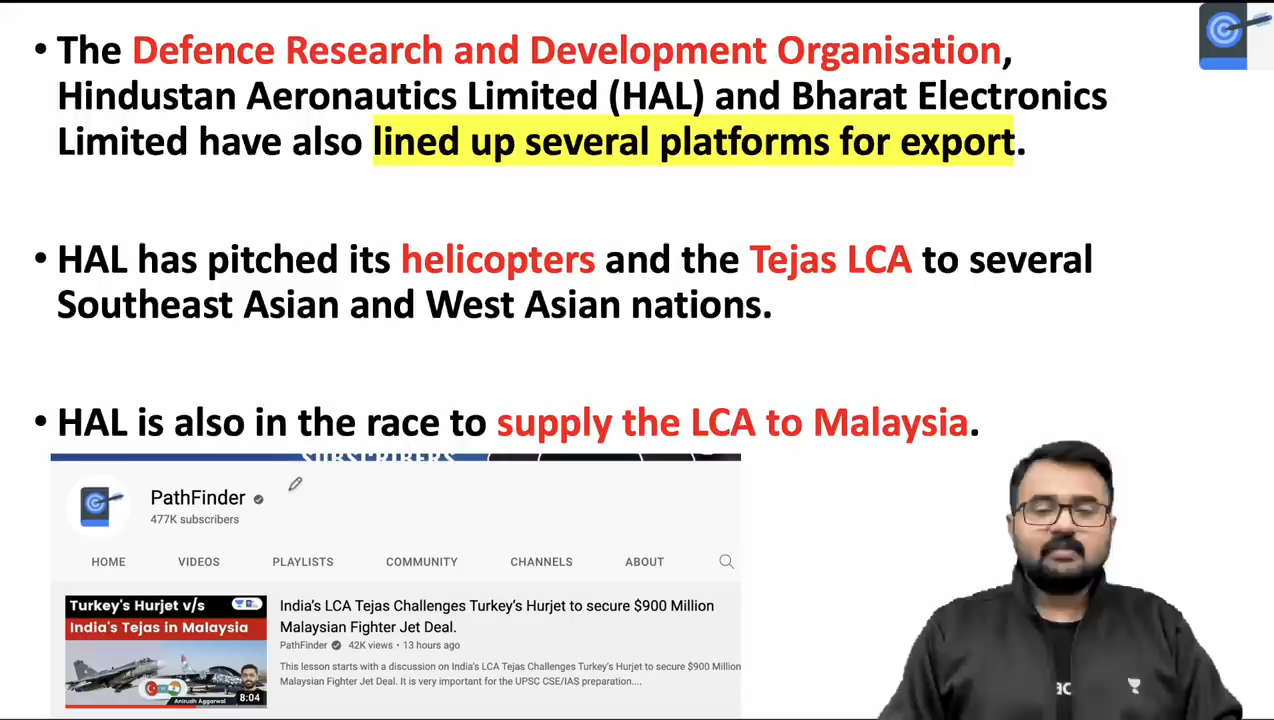 • The Defence Research and Development Organisation,
Hindustan Aeronautics Limited (HAL) and Bharat Electronics
Limited have also lined up several platforms for export.
• HAL has pitched its helicopters and the Tejas LCA to several
Southeast Asian and West Asian nations.
• HAL is also in the race to supply the LCA to Malaysia.
SUBSCRIBERS
PathFinder
477K subscribers
HOME VIDEOS PLAYLISTS COMMUNITY CHANNELS ABOUT
Turkey's Hurjet v/s
India's Tejas in Malaysia
Anirudh Aggarwal
8:04
India's LCA Tejas Challenges Turkey's Hurjet to secure $900 Million
Malaysian Fighter Jet Deal.
PathFinder 42K views • 13 hours ago
This lesson starts with a discussion on India's LCA Tejas Challenges Turkey's Hurjet to secure $900 Million
Malaysian Fighter Jet Deal. It is very important for the UPSC CSE/IAS preparation....